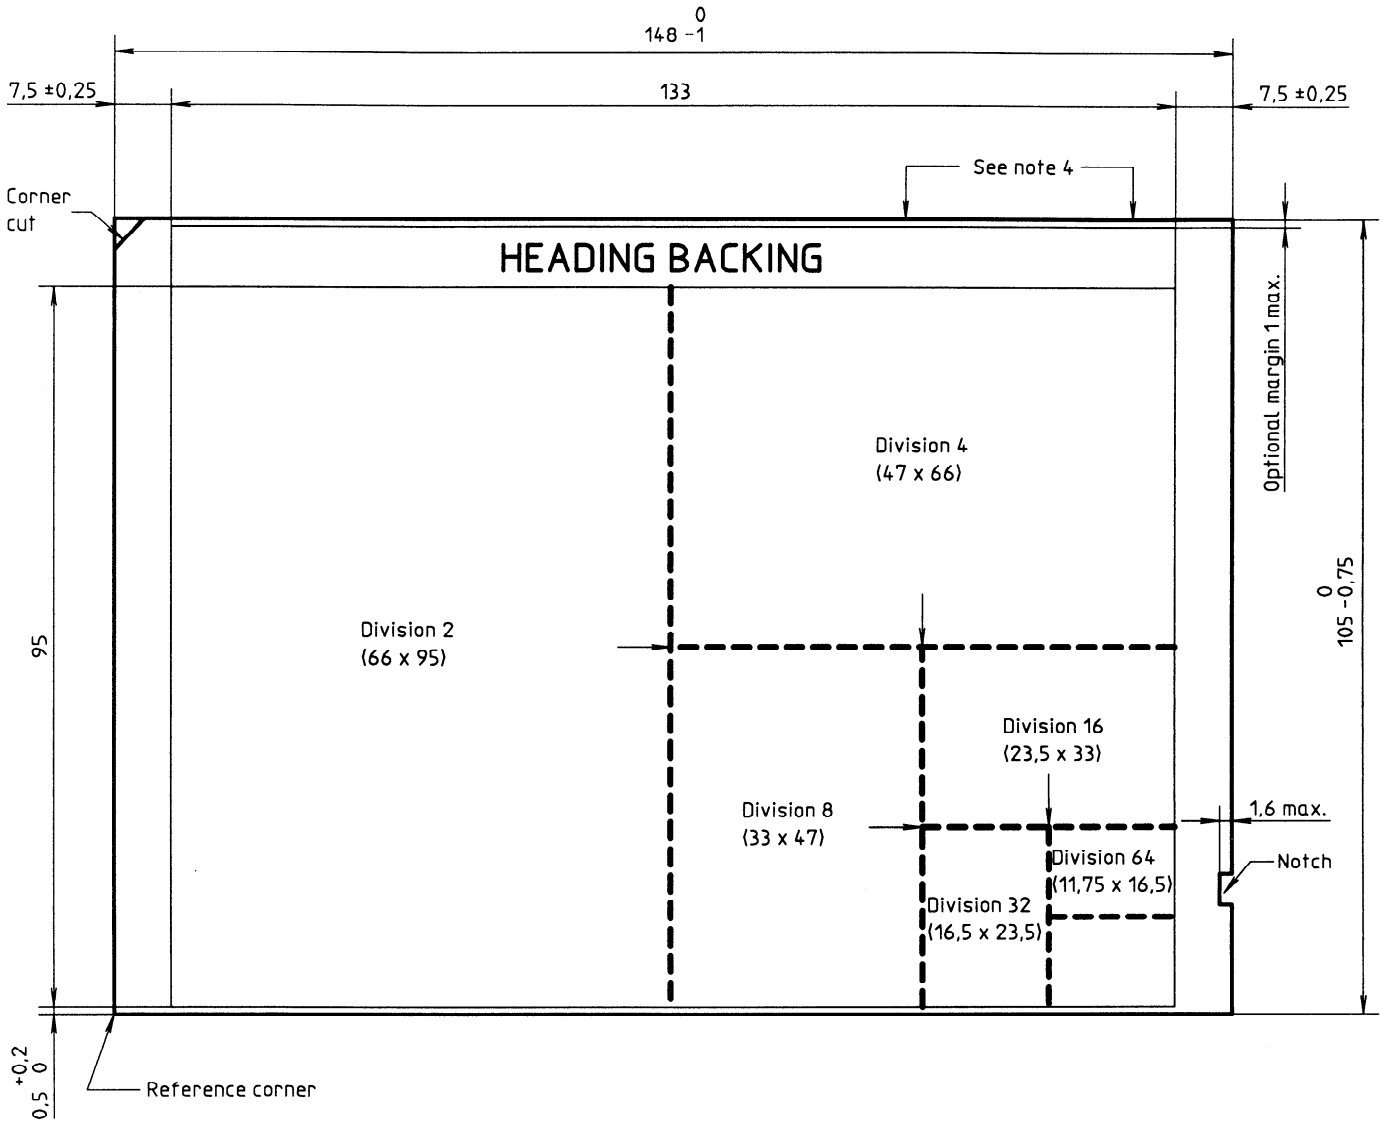 0
148 -1
7,5 ±0,25
133
7,5 ±0,25
See note 4
Corner
cut
HEADING BACKING
Optional margin 1 max.
Division 4
(47 x 66)
0
105 -0,75
95
Division 2
(66 x 95)
Division 16
(23,5 x 33)
Division 8
(33 x 47)
1,6 max.
Division 64
(11,75 x 16,5)
Notch
Division 32
(16,5 x 23,5)
+0,2
0,5 0
Reference corner